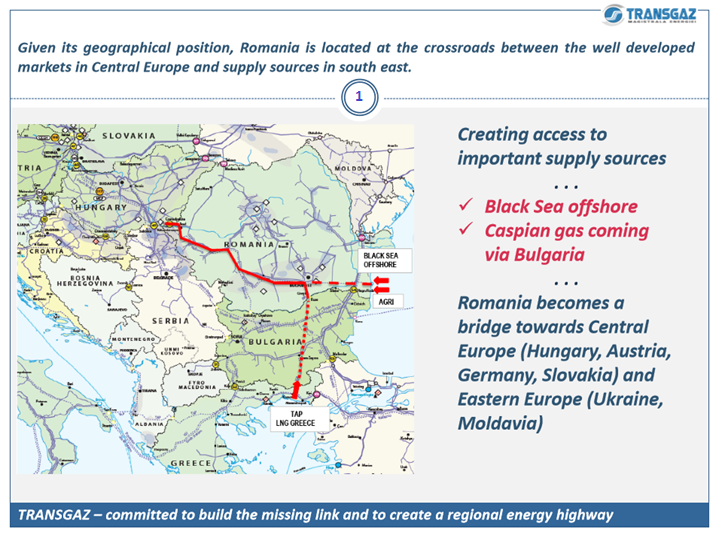 TRANSGAZ
Given its geographical position, Romania is located at the crossroads between the well developed
markets in Central Europe and supply sources in south east.
1
Creating access to
important supply sources
. . .
✓ Black Sea offshore
✓ Caspian gas coming
via Bulgaria
. . .
Romania becomes a
bridge towards Central
Europe (Hungary, Austria,
Germany, Slovakia) and
Eastern Europe (Ukraine,
Moldavia)
SLOVAKIA
TRIA
MOLDOVA
HUNGARY
ROMANIA
CROATIA
BLACK SEA
OFFSHORE
BOSNIA
HERZEGOVINA
AGRI
SERBIA
MONTENEGRO
BULGARIA
FYRO
MACEDONIA
TAP
LNG GREECE
ALBANIA
GREECE
TRANSGAZ – committed to build the missing link and to create a regional energy highway